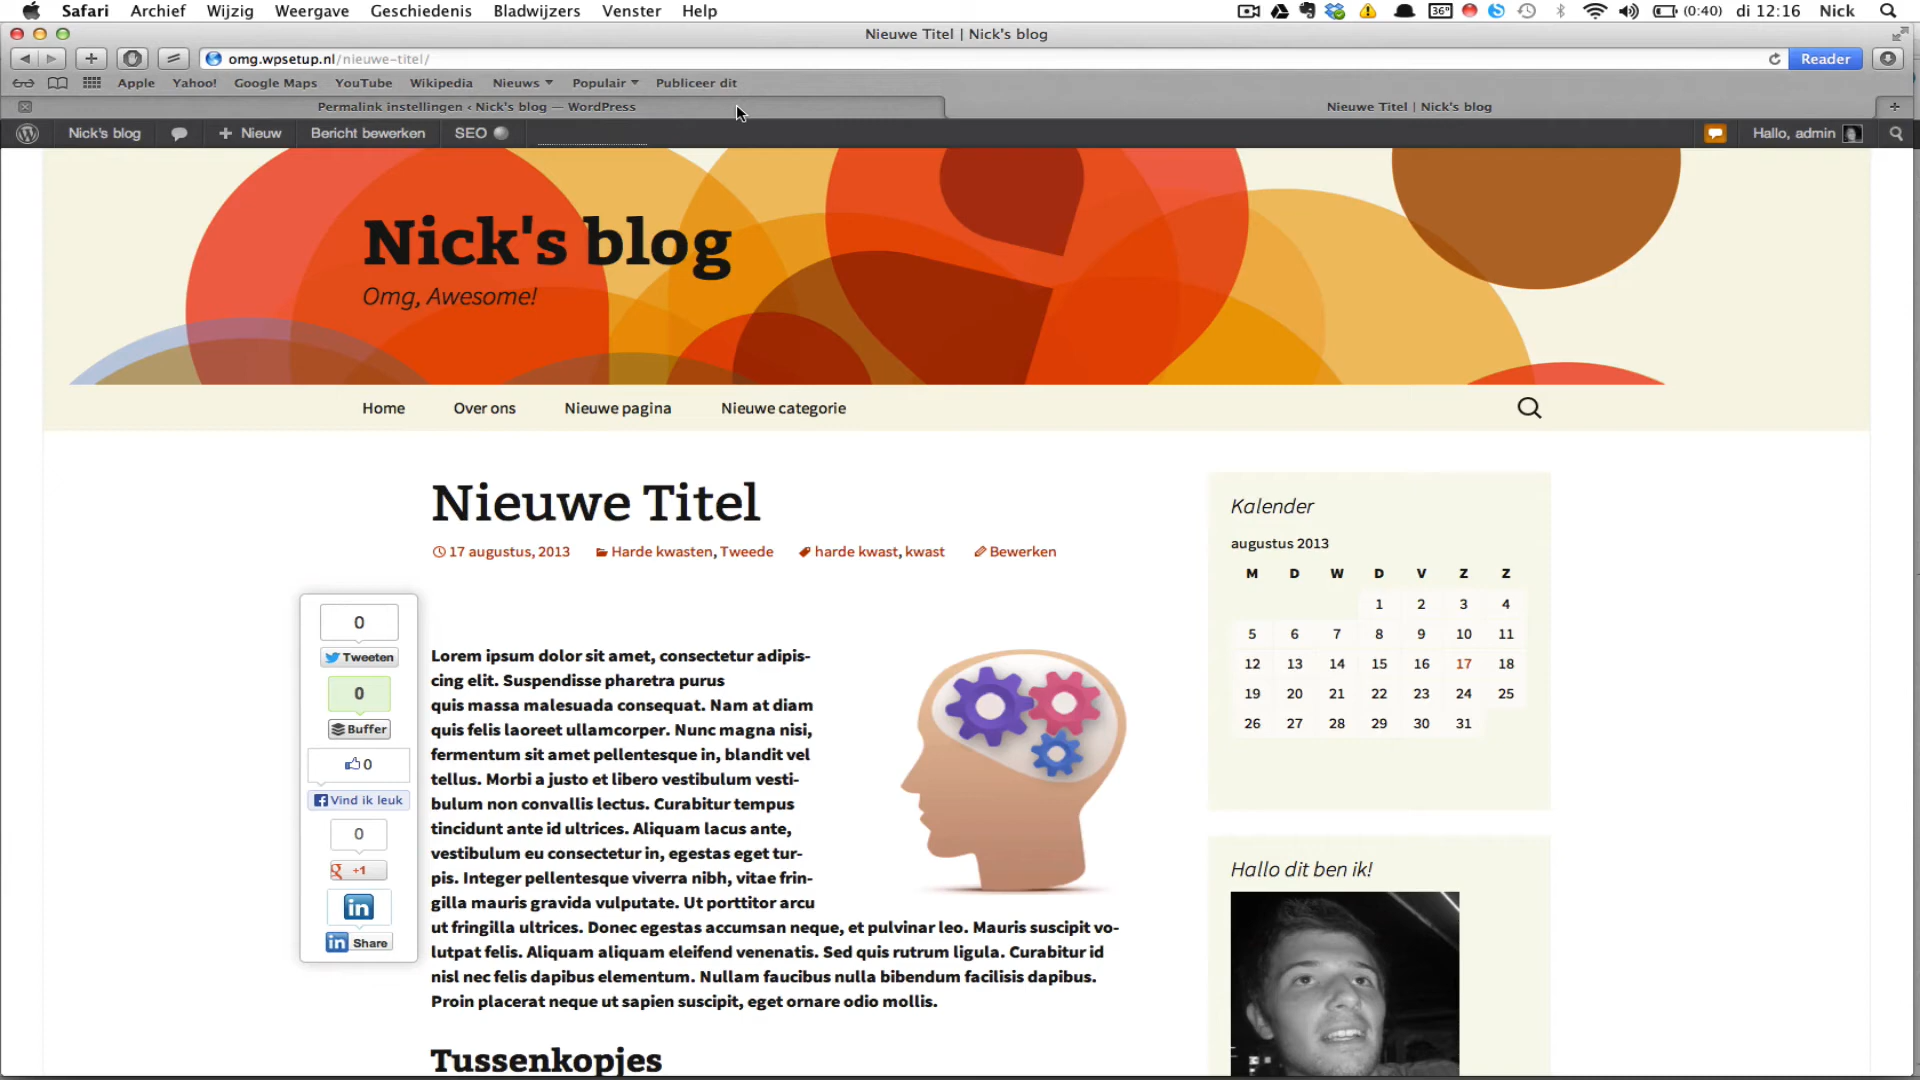 Safari Archief Wijzig Weergave Geschiedenis Bladwijzers Venster Help 36° (0:40) di 12:16 Nick
Nieuwe Titel | Nick's blog
omg.wpsetup.nl/nieuwe-titel/ Reader
Apple Yahoo! Google Maps YouTube Wikipedia Nieuws Populair Publiceer dit
Permalink instellingen ‹ Nick's blog — WordPress Nieuwe Titel | Nick's blog
Nick's blog + Nieuw Bericht bewerken SEO Hallo, admin
Nick's blog
Omg, Awesome!
Home Over ons Nieuwe pagina Nieuwe categorie
Nieuwe Titel
17 augustus, 2013 Harde kwasten, Tweede harde kwast, kwast Bewerken
0
Tweeten
0
Buffer
0
Vind ik leuk
0
g +1
in
in Share
Lorem ipsum dolor sit amet, consectetur adipis-
cing elit. Suspendisse pharetra purus
quis massa malesuada consequat. Nam at diam
quis felis laoreet ullamcorper. Nunc magna nisi,
fermentum sit amet pellentesque in, blandit vel
tellus. Morbi a justo et libero vestibulum vesti-
bulum non convallis lectus. Curabitur tempus
tincidunt ante id ultrices. Aliquam lacus ante,
vestibulum eu consectetur in, egestas eget tur-
pis. Integer pellentesque viverra nibh, vitae frin-
gilla mauris gravida vulputate. Ut porttitor arcu
ut fringilla ultrices. Donec egestas accumsan neque, et pulvinar leo. Mauris suscipit vo-
lutpat felis. Aliquam aliquam eleifend venenatis. Sed quis rutrum ligula. Curabitur id
nisl nec felis dapibus elementum. Nullam faucibus nulla bibendum facilisis dapibus.
Proin placerat neque ut sapien suscipit, eget ornare odio mollis.
Tussenkopjes
Kalender
augustus 2013
M D W D V Z Z
1 2 3 4
5 6 7 8 9 10 11
12 13 14 15 16 17 18
19 20 21 22 23 24 25
26 27 28 29 30 31
Hallo dit ben ik!